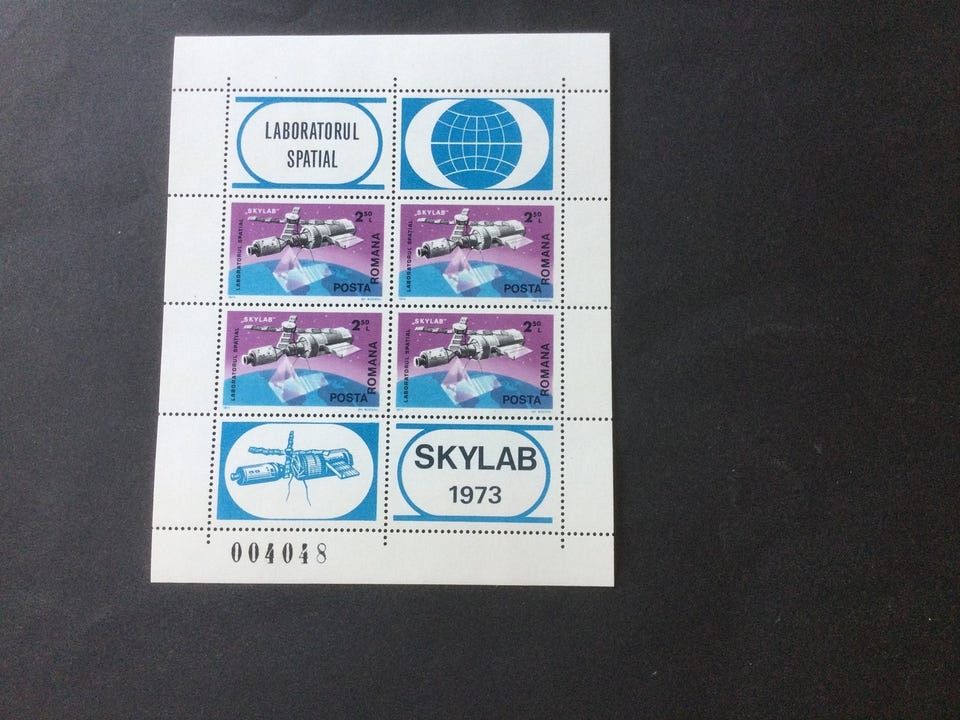 LABORATORUL
SPATIAL
„SKYLAB”
2 50 L
LABORATORUL SPATIAL
POSTA ROMANA
„SKYLAB”
2 50 L
LABORATORUL SPATIAL
POSTA ROMANA
„SKYLAB”
2 50 L
LABORATORUL SPATIAL
POSTA ROMANA
„SKYLAB”
2 50 L
LABORATORUL SPATIAL
POSTA ROMANA
SKYLAB
1973
004048